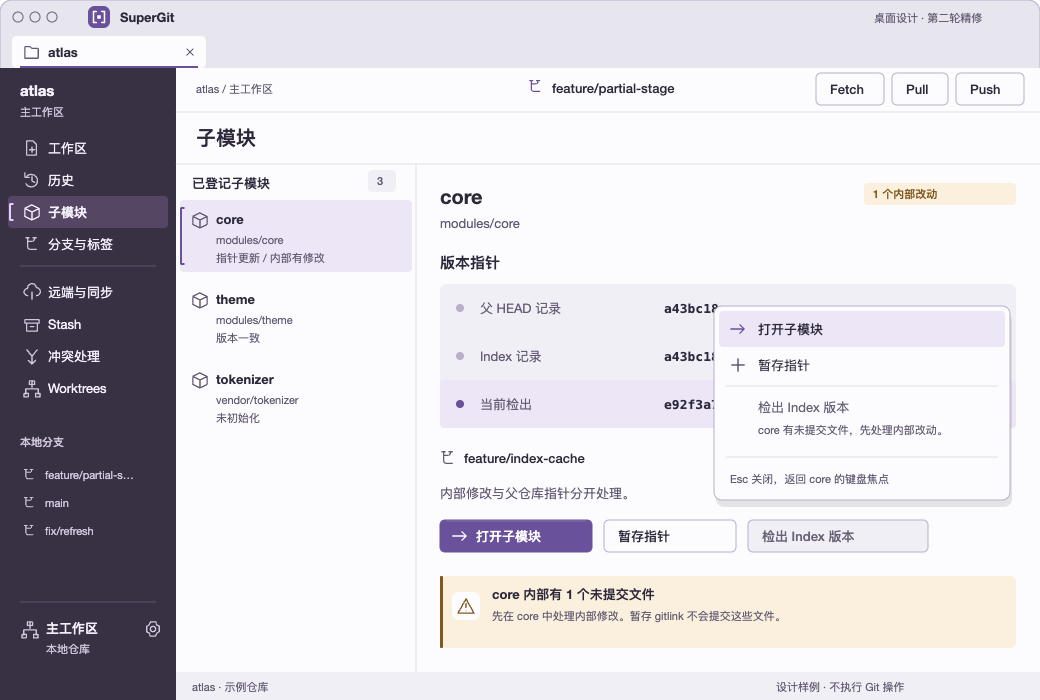 SuperGit
桌面设计 · 第二轮精修
atlas
atlas
主工作区
工作区
历史
子模块
分支与标签
远端与同步
Stash
冲突处理
Worktrees
本地分支
feature/partial-s...
main
fix/refresh
主工作区
本地仓库
atlas / 主工作区
feature/partial-stage
Fetch
Pull
Push
子模块
已登记子模块
3
core
modules/core
指针更新 / 内部有修改
theme
modules/theme
版本一致
tokenizer
vendor/tokenizer
未初始化
core
1 个内部改动
modules/core
版本指针
父 HEAD 记录
a43bc18
Index 记录
a43bc18
当前检出
e92f3a7
打开子模块
暂存指针
检出 Index 版本
core 有未提交文件，先处理内部改动。
Esc 关闭，返回 core 的键盘焦点
feature/index-cache
内部修改与父仓库指针分开处理。
打开子模块
暂存指针
检出 Index 版本
core 内部有 1 个未提交文件
先在 core 中处理内部修改。暂存 gitlink 不会提交这些文件。
atlas · 示例仓库
设计样例 · 不执行 Git 操作